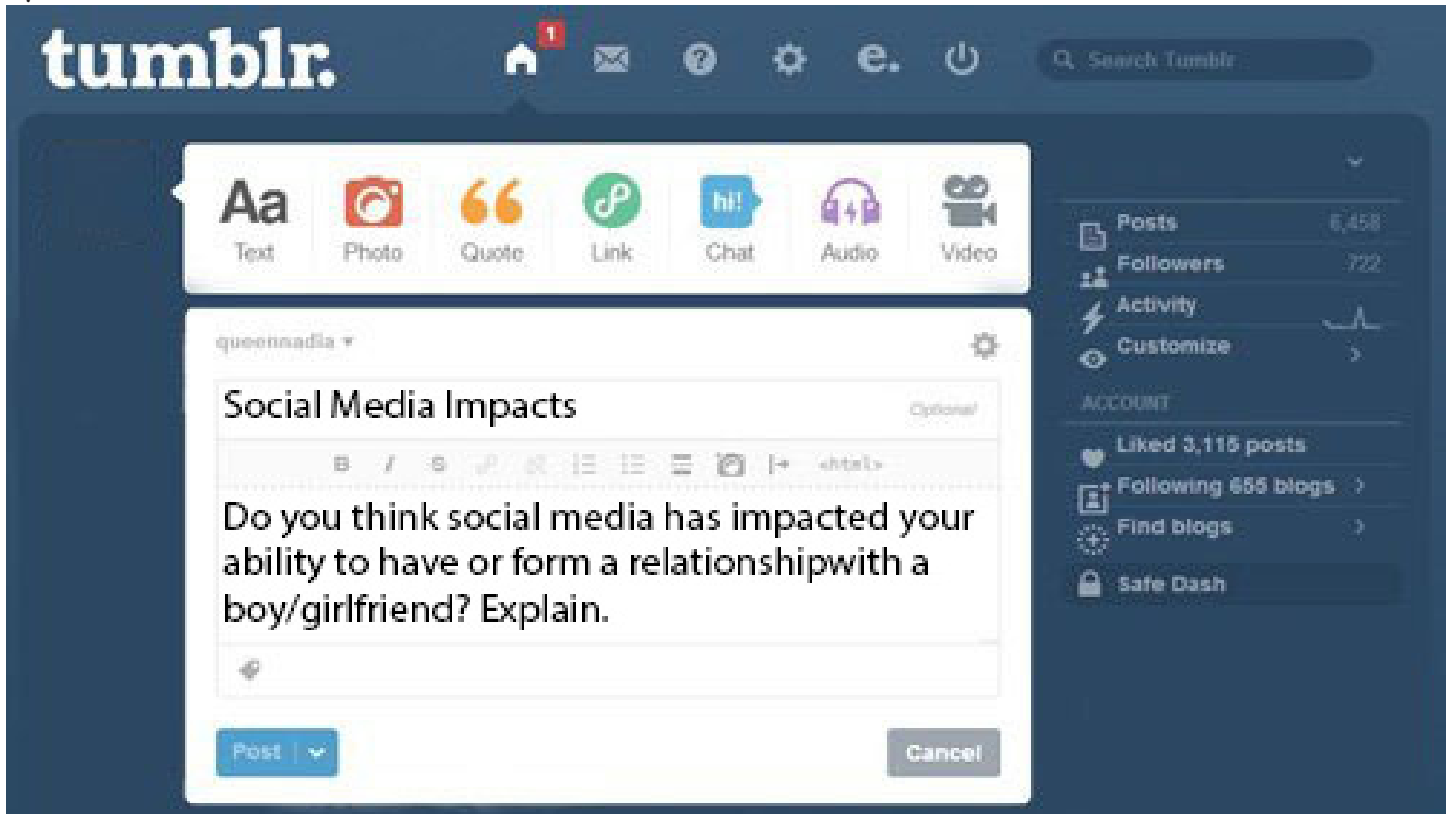 tumblr.
1
e.
Search Tumblr
Aa
hi!
Text Photo Quote Link Chat Audio Video
Posts 6,458
Followers 722
Activity
Customize
queennadia
Social Media Impacts Optional
ACCOUNT
B I S <html>
Liked 3,115 posts
Following 655 blogs
Find blogs
Safe Dash
Do you think social media has impacted your
ability to have or form a relationshipwith a
boy/girlfriend? Explain.
Post Cancel